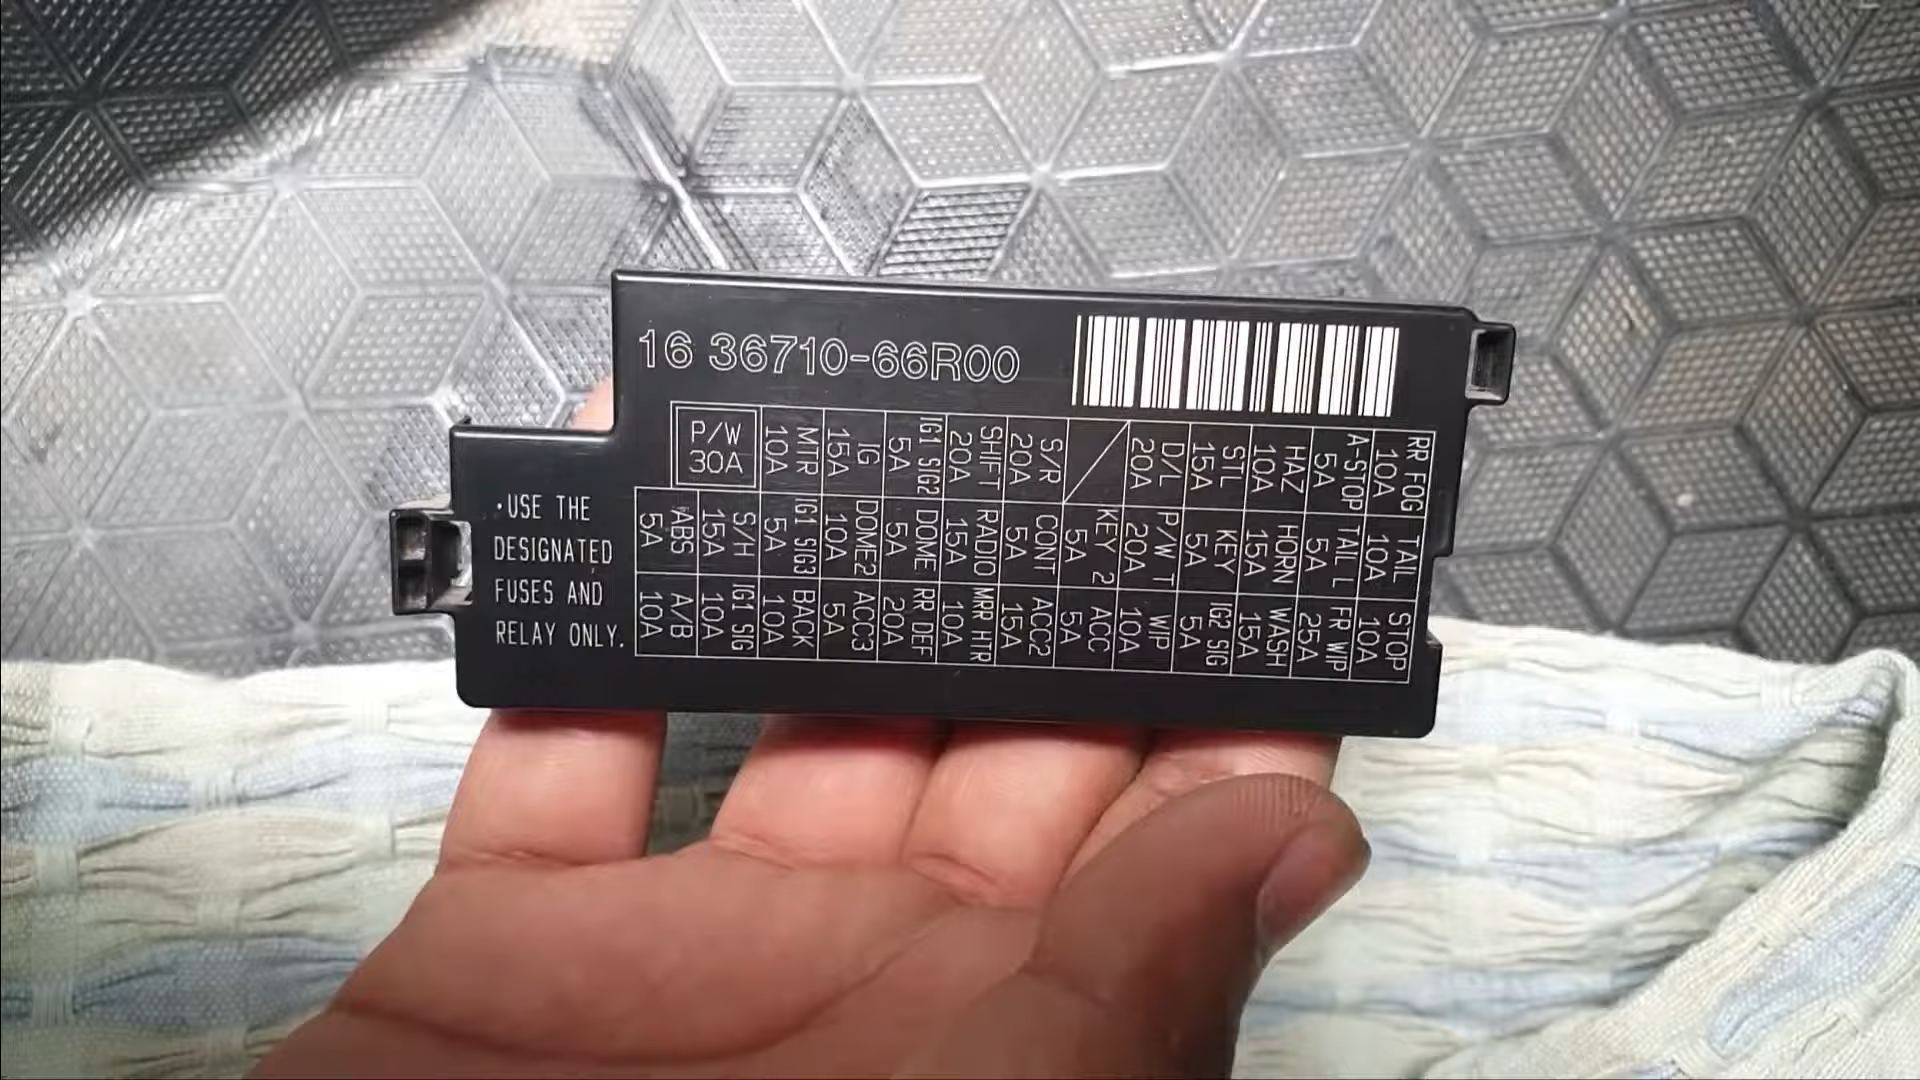 16 36710-66R00
P/W
30A
RR FOG TAIL STOP
10A 10A 10A
A-STOP TAIL L FR WIP
5A 5A 25A
HAZ HORN WASH
10A 15A 15A
STL KEY IG2 SIG
15A 5A 5A
D/L P/W T WIP
20A 20A 10A
KEY 2 ACC
5A 5A
S/R CONT ACC2
20A 5A 15A
SHIFT RADIO MRR HTR
20A 15A 10A
IG1 SIG2 DOME RR DEF
5A 5A 20A
IG DOME2 ACC3
15A 10A 5A
MTR IG1 SIG3 BACK
10A 5A 10A
S/H IG1 SIG
15A 10A
ABS A/B
5A 10A
·USE THE
DESIGNATED
FUSES AND
RELAY ONLY.